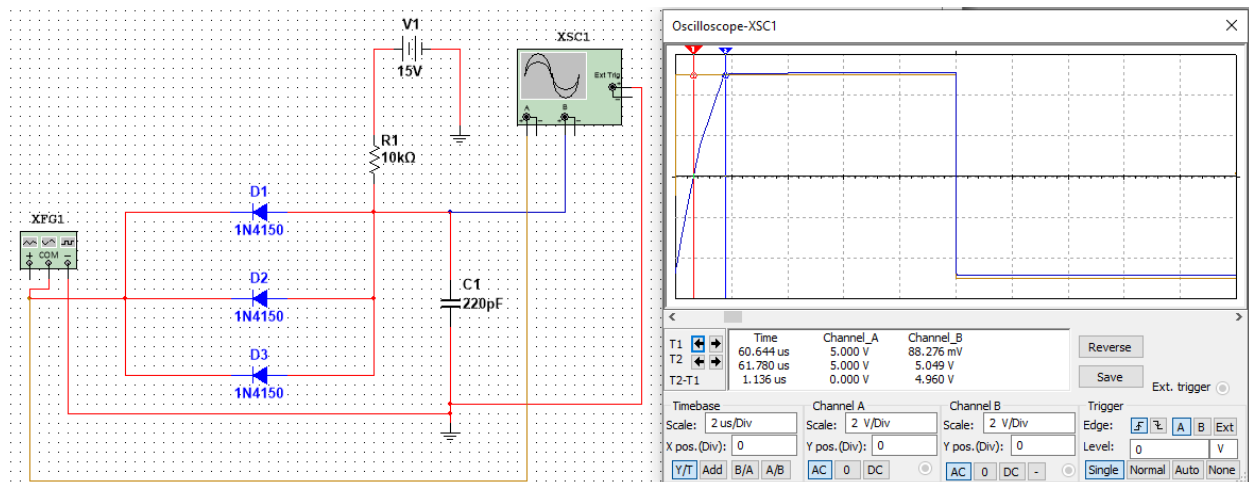 V1
15V
XSC1
Ext Trig
+
-
A
B
+ - + -
R1
10kΩ
D1
1N4150
XFG1
+ COM -
D2
1N4150
C1
220pF
D3
1N4150
Oscilloscope-XSC1
1 2
T1
T2
T2-T1
Time Channel_A Channel_B
60.644 us 5.000 V 88.276 mV
61.780 us 5.000 V 5.049 V
1.136 us 0.000 V 4.960 V
Reverse
Save
Ext. trigger
Timebase
Scale: 2 us/Div
X pos.(Div): 0
Y/T Add B/A A/B
Channel A
Scale: 2 V/Div
Y pos.(Div): 0
AC 0 DC
Channel B
Scale: 2 V/Div
Y pos.(Div): 0
AC 0 DC -
Trigger
Edge: A B Ext
Level: 0 V
Single Normal Auto None